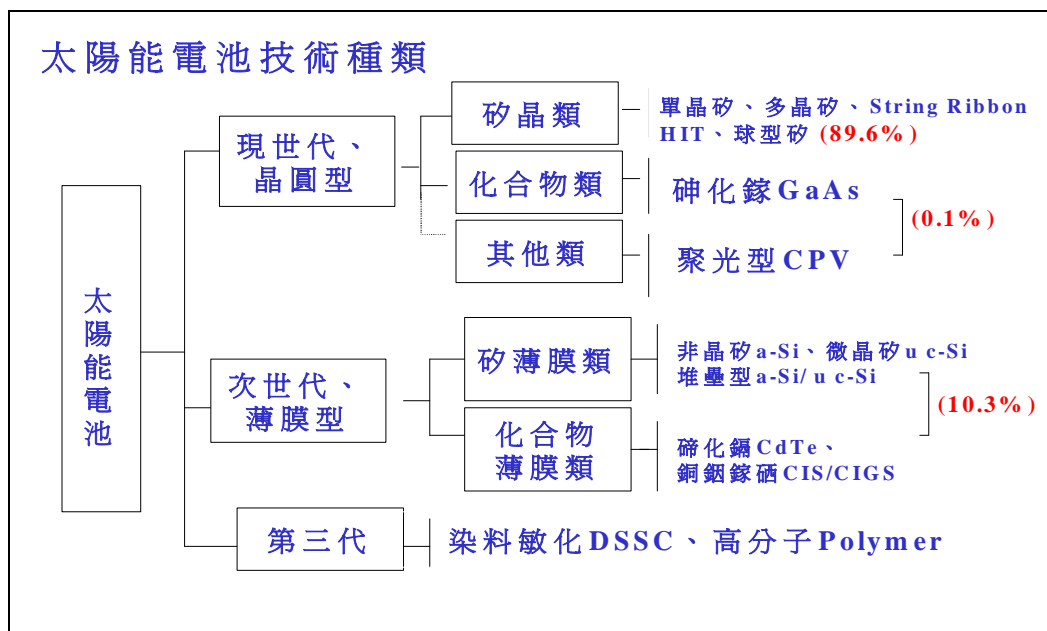 太陽能電池技術種類
太陽能電池
現世代、
晶圓型
矽晶類
單晶矽、多晶矽、String Ribbon
HIT、球型矽 (89.6%)
化合物類
砷化鎵GaAs
(0.1%)
其他類
聚光型CPV
次世代、
薄膜型
矽薄膜類
非晶矽a-Si、微晶矽u c-Si
堆壘型a-Si/ u c-Si
(10.3%)
化合物
薄膜類
碲化鎘CdTe、
銅銦鎵硒CIS/CIGS
第三代
染料敏化DSSC、高分子Polymer